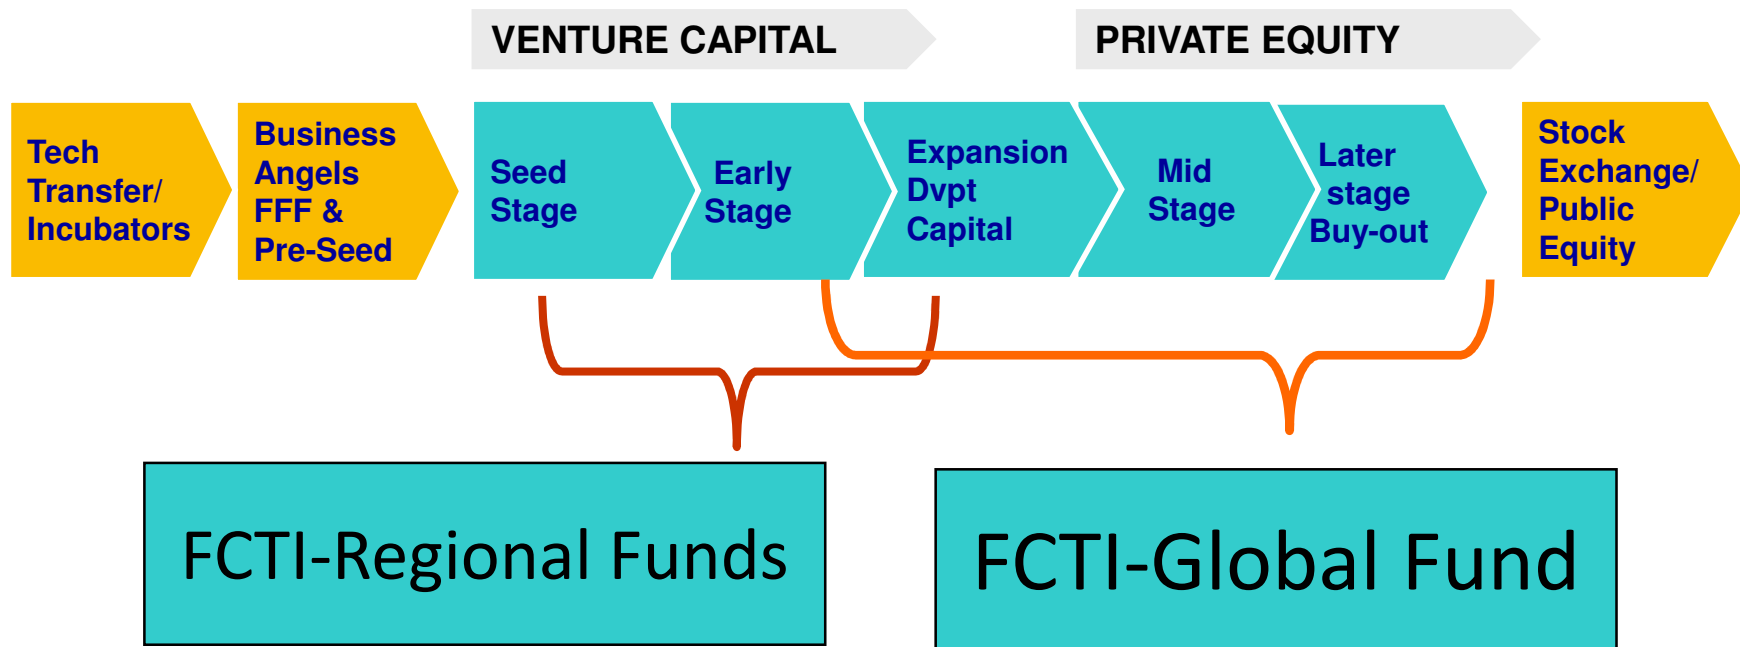 VENTURE CAPITAL
PRIVATE EQUITY
Tech
Transfer/
Incubators
Business
Angels
FFF &
Pre-Seed
Seed
Stage
Early
Stage
Expansion
Dvpt
Capital
Mid
Stage
Later
stage
Buy-out
Stock
Exchange/
Public
Equity
FCTI-Regional Funds
FCTI-Global Fund